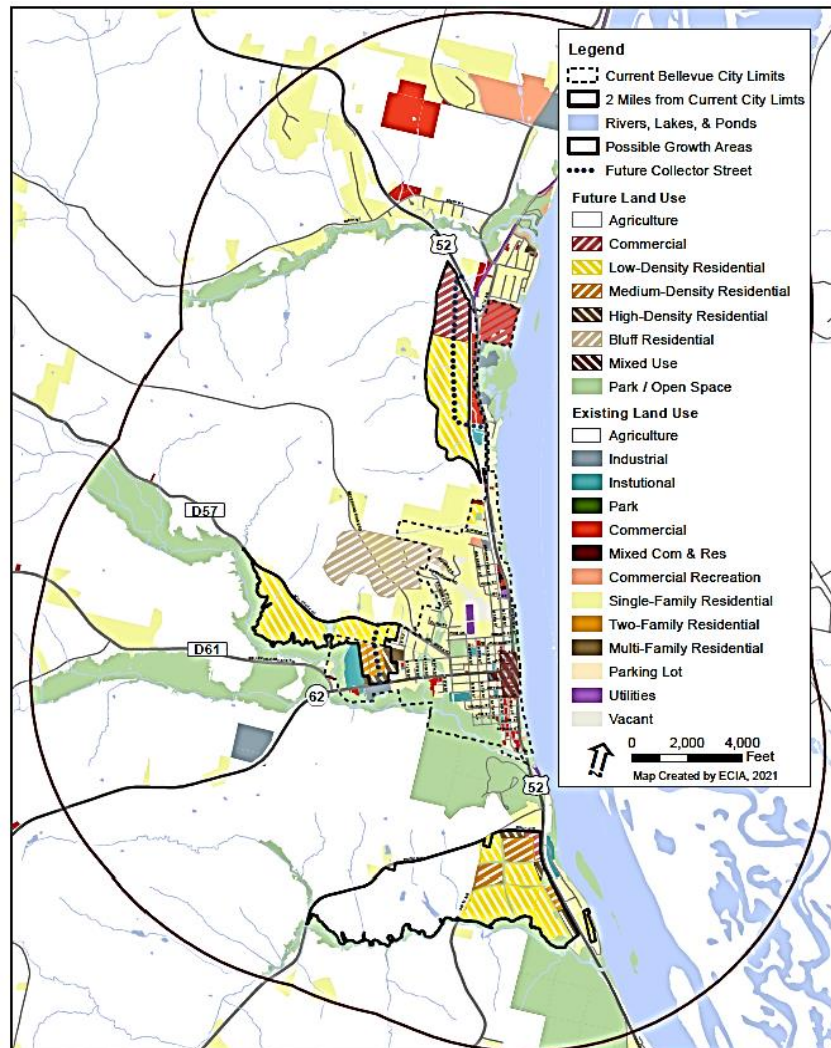 Legend
Current Bellevue City Limits
2 Miles from Current City Limts
Rivers, Lakes, & Ponds
Possible Growth Areas
Future Collector Street
Future Land Use
Agriculture
Commercial
Low-Density Residential
Medium-Density Residential
High-Density Residential
Bluff Residential
Mixed Use
Park / Open Space
Existing Land Use
Agriculture
Industrial
Instutional
Park
Commercial
Mixed Com & Res
Commercial Recreation
Single-Family Residential
Two-Family Residential
Multi-Family Residential
Parking Lot
Utilities
Vacant
N
0 2,000 4,000
Feet
Map Created by ECIA, 2021
52
D57
D61
62
52